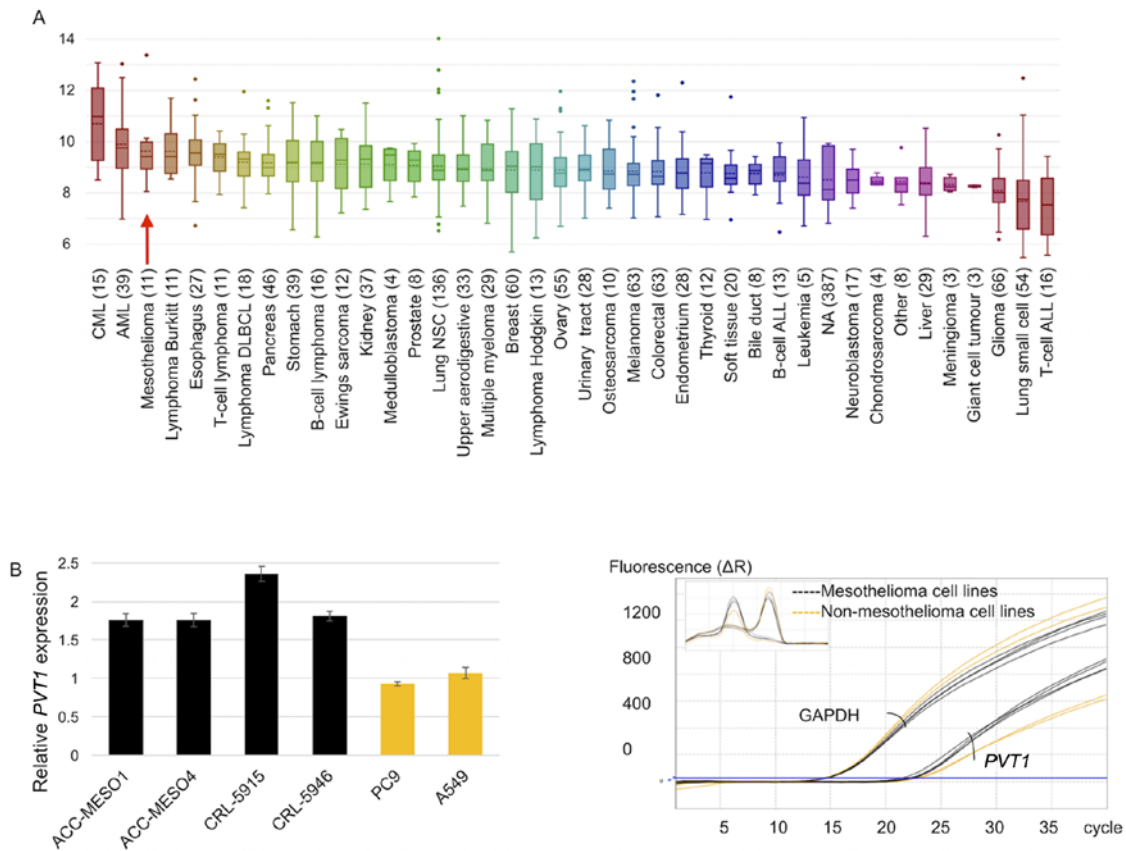 A
14
12
10
8
6
CML (15)
AML (39)
Mesothelioma (11)
Lymphoma Burkitt (11)
Esophagus (27)
T-cell lymphoma (11)
Lymphoma DLBCL (18)
Pancreas (46)
Stomach (39)
B-cell lymphoma (16)
Ewings sarcoma (12)
Kidney (37)
Medulloblastoma (4)
Prostate (8)
Lung NSC (136)
Upper aerodigestive (33)
Multiple myeloma (29)
Breast (60)
Lymphoma Hodgkin (13)
Ovary (55)
Urinary tract (28)
Osteosarcoma (10)
Melanoma (63)
Colorectal (63)
Endometrium (28)
Thyroid (12)
Soft tissue (20)
Bile duct (8)
B-cell ALL (13)
Leukemia (5)
NA (387)
Neuroblastoma (17)
Chondrosarcoma (4)
Other (8)
Liver (29)
Meningioma (3)
Giant cell tumour (3)
Glioma (66)
Lung small cell (54)
T-cell ALL (16)
B
Relative PVT1 expression
2.5
2
1.5
1
0.5
0
ACC-MESO1
ACC-MESO4
CRL-5915
CRL-5946
PC9
A549
Fluorescence (ΔR)
1200
800
400
0
Mesothelioma cell lines
Non-mesothelioma cell lines
GAPDH
PVT1
5 10 15 20 25 30 35 cycle